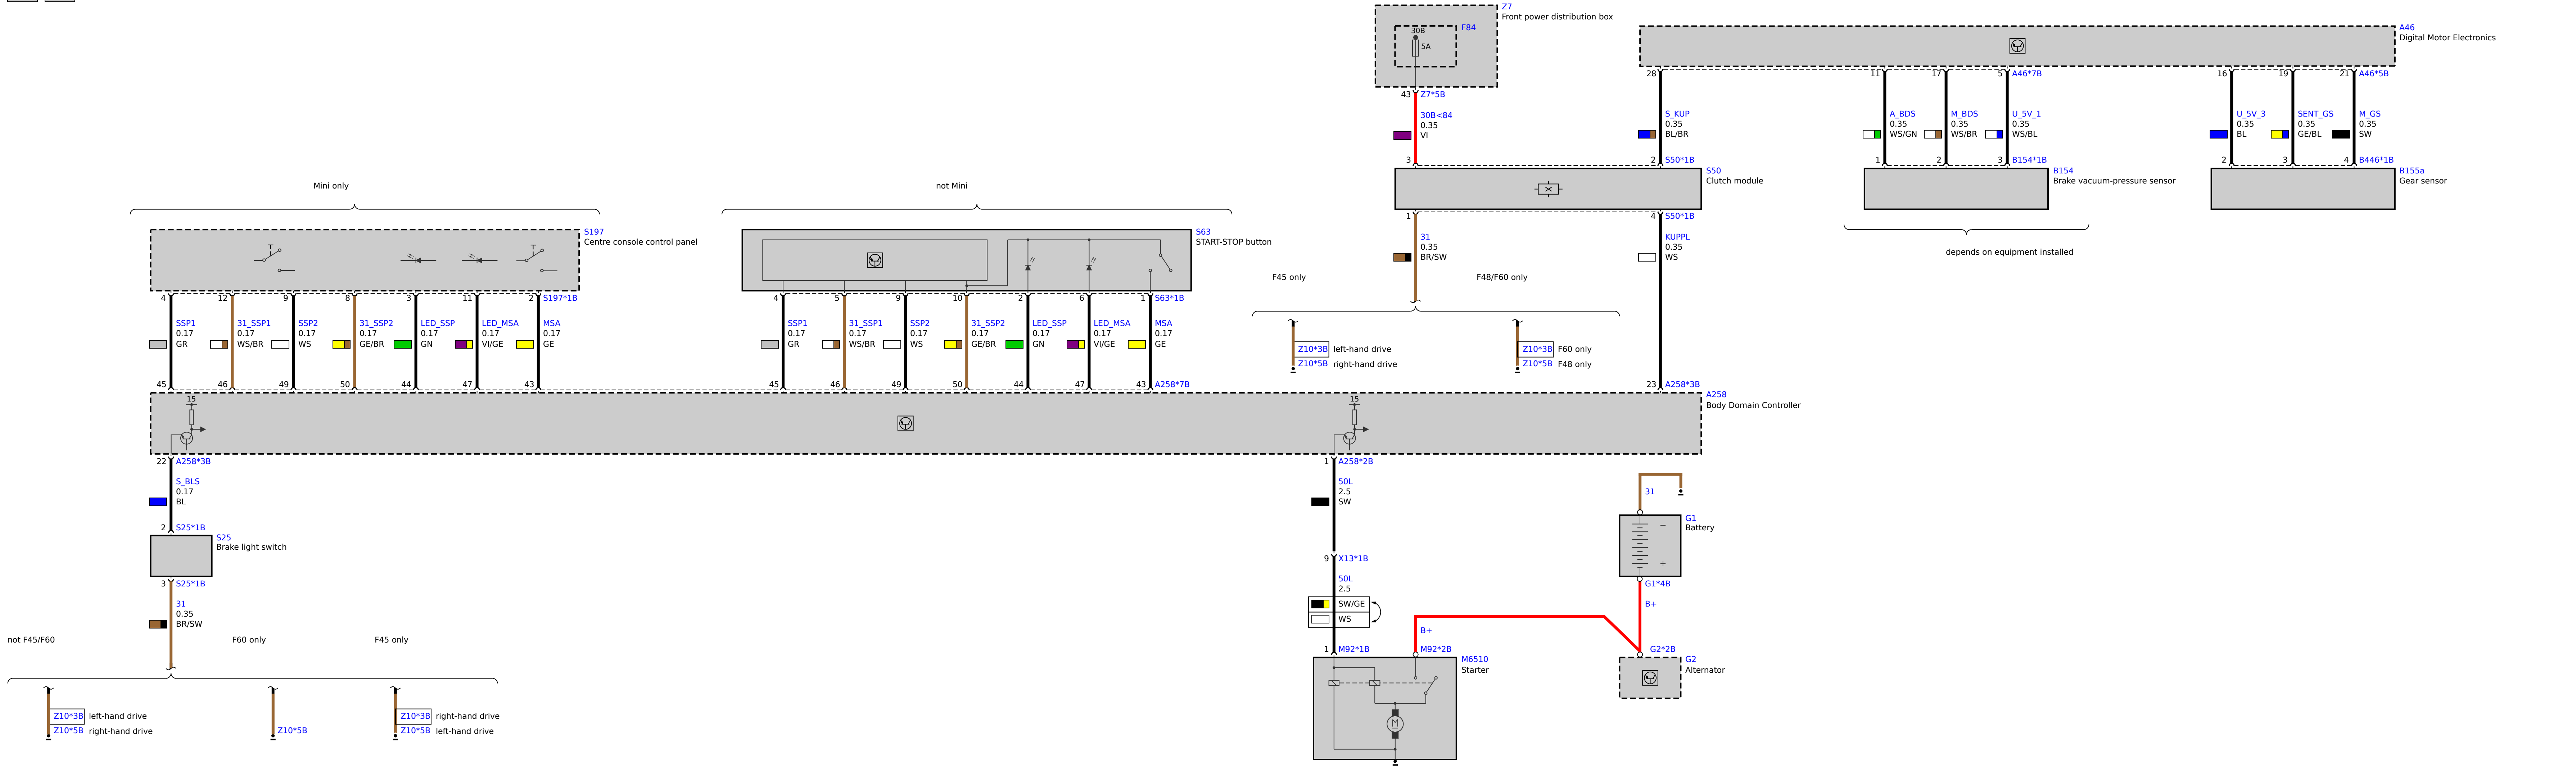 Z7
Front power distribution box
30B
F84
5A
43 Z7*5B
30B<84
0.35
VI
3
A46
Digital Motor Electronics
28
S_KUP
0.35
BL/BR
2 S50*1B
11
A_BDS
0.35
WS/GN
1
17
M_BDS
0.35
WS/BR
2
5 A46*7B
U_5V_1
0.35
WS/BL
3 B154*1B
16
U_5V_3
0.35
BL
2
19
SENT_GS
0.35
GE/BL
3
21 A46*5B
M_GS
0.35
SW
4 B446*1B
S50
Clutch module
B154
Brake vacuum-pressure sensor
B155a
Gear sensor
depends on equipment installed
1
31
0.35
BR/SW
4 S50*1B
KUPPL
0.35
WS
23 A258*3B
F45 only
F48/F60 only
Z10*3B left-hand drive
Z10*5B right-hand drive
Z10*3B F60 only
Z10*5B F48 only
Mini only
S197
Centre console control panel
T
T
4
SSP1
0.17
GR
45
12
31_SSP1
0.17
WS/BR
46
9
SSP2
0.17
WS
49
8
31_SSP2
0.17
GE/BR
50
3
LED_SSP
0.17
GN
44
11
LED_MSA
0.17
VI/GE
47
2 S197*1B
MSA
0.17
GE
43
not Mini
S63
START-STOP button
4
SSP1
0.17
GR
45
5
31_SSP1
0.17
WS/BR
46
9
SSP2
0.17
WS
49
10
31_SSP2
0.17
GE/BR
50
2
LED_SSP
0.17
GN
44
6
LED_MSA
0.17
VI/GE
47
1 S63*1B
MSA
0.17
GE
43 A258*7B
A258
Body Domain Controller
15
15
22 A258*3B
S_BLS
0.17
BL
2 S25*1B
S25
Brake light switch
3 S25*1B
31
0.35
BR/SW
not F45/F60
F60 only
F45 only
Z10*3B left-hand drive
Z10*5B right-hand drive
Z10*5B
Z10*3B right-hand drive
Z10*5B left-hand drive
1 A258*2B
50L
2.5
SW
9 X13*1B
50L
2.5
SW/GE
WS
1 M92*1B
B+
M92*2B
M6510
Starter
M
31
G1
Battery
−
+
G1*4B
B+
G2*2B
G2
Alternator